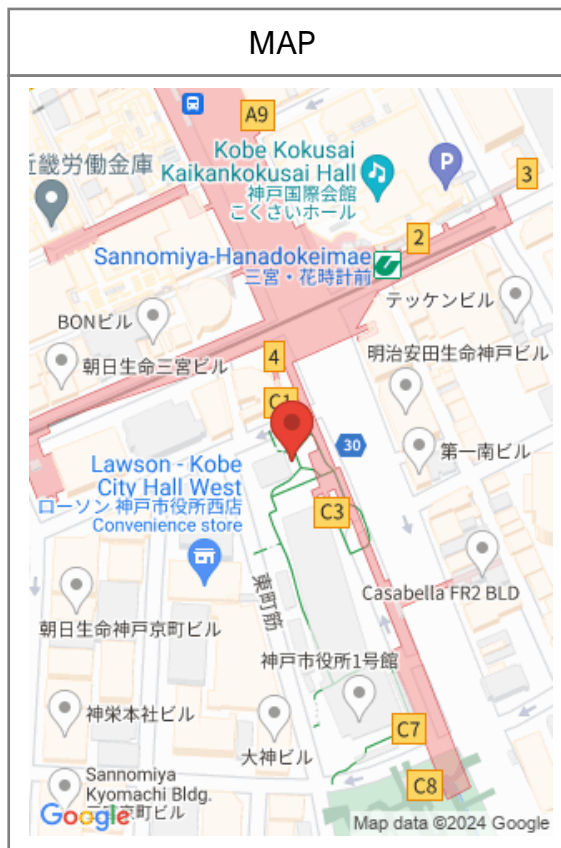 MAP
A9
Kobe Kokusai
Kaikankokusai Hall
神戸国際会館
こくさいホール
P
近畿労働金庫
3
2
Sannomiya-Hanadokeimae
三宮・花時計前
テッケンビル
BONビル
4
明治安田生命神戸ビル
朝日生命三宮ビル
C1
30
第一南ビル
Lawson - Kobe
City Hall West
ローソン 神戸市役所西店
Convenience store
C3
東町筋
Casabella FR2 BLD
朝日生命神戸京町ビル
神戸市役所1号館
神栄本社ビル
大神ビル
C7
Sannomiya
Kyomachi Bldg.
京町ビル
C8
Google
Map data ©2024 Google